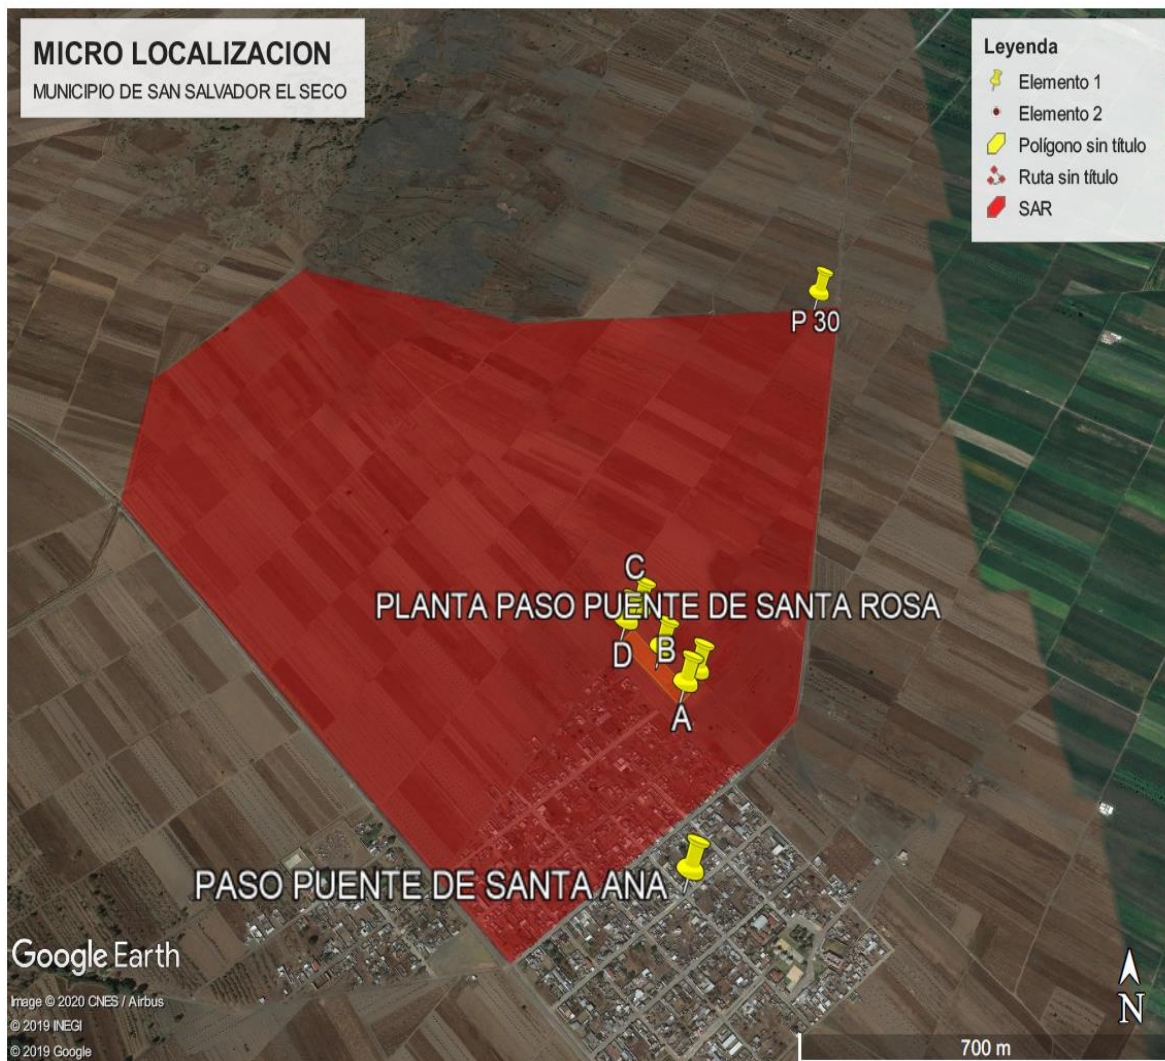 MICRO LOCALIZACION
MUNICIPIO DE SAN SALVADOR EL SECO
Leyenda
Elemento 1
Elemento 2
Polígono sin título
Ruta sin título
SAR
P 30
C
PLANTA PASO PUENTE DE SANTA ROSA
D
B
A
PASO PUENTE DE SANTA ANA
Google Earth
Image © 2020 CNES / Airbus
© 2019 INEGI
© 2019 Google
N
700 m